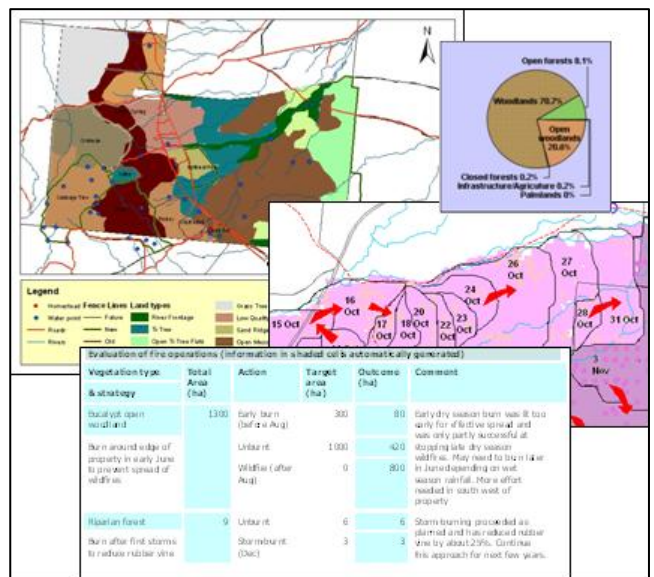 N
Legend
Homestead Fence Lines Land types
Water point
Future
River Frontage
Grass Tree
Roads
New
Ti Tree
Low Quality
Rivers
Old
Open Ti Tree Field
Sand Ridge
Open forests 8.1%
Woodlands 70.7%
Open
woodlands
20.6%
Closed forests 0.2%
Infrastructure/Agriculture 0.2%
Palmlands 0%
15 Oct
16
Oct
17
Oct
18
Oct
20
Oct
22
Oct
23
Oct
24
Oct
26
Oct
27
Oct
28
Oct
31 Oct
3
Nov
Evaluation of fire operations (information in shaded cells automatically generated)
Vegetation type Total Area (ha) Action Target area (ha) Outcome (ha) Comment
& strategy
Eucalypt open woodland 1300 Early burn (before Aug) 300 80
Burn around edge of property in early June to prevent spread of wildfires
Unburnt 1000 420
Wildfire (after Aug) 0 800
Early dry season burn was lit too
early for effective spread and
was only partly successful at
stopping late dry season
wildfires. May need to burn later
in June depending on wet
season rainfall. More effort
needed in south west of
property
Riparian forest 9 Unburnt 6 6
Burn after first storms to reduce rubber vine
Stormburnt (Dec) 3 3
Storm-burning proceeded as
planned and has reduced rubber
vine by about 25%. Continue
this approach for next few years.